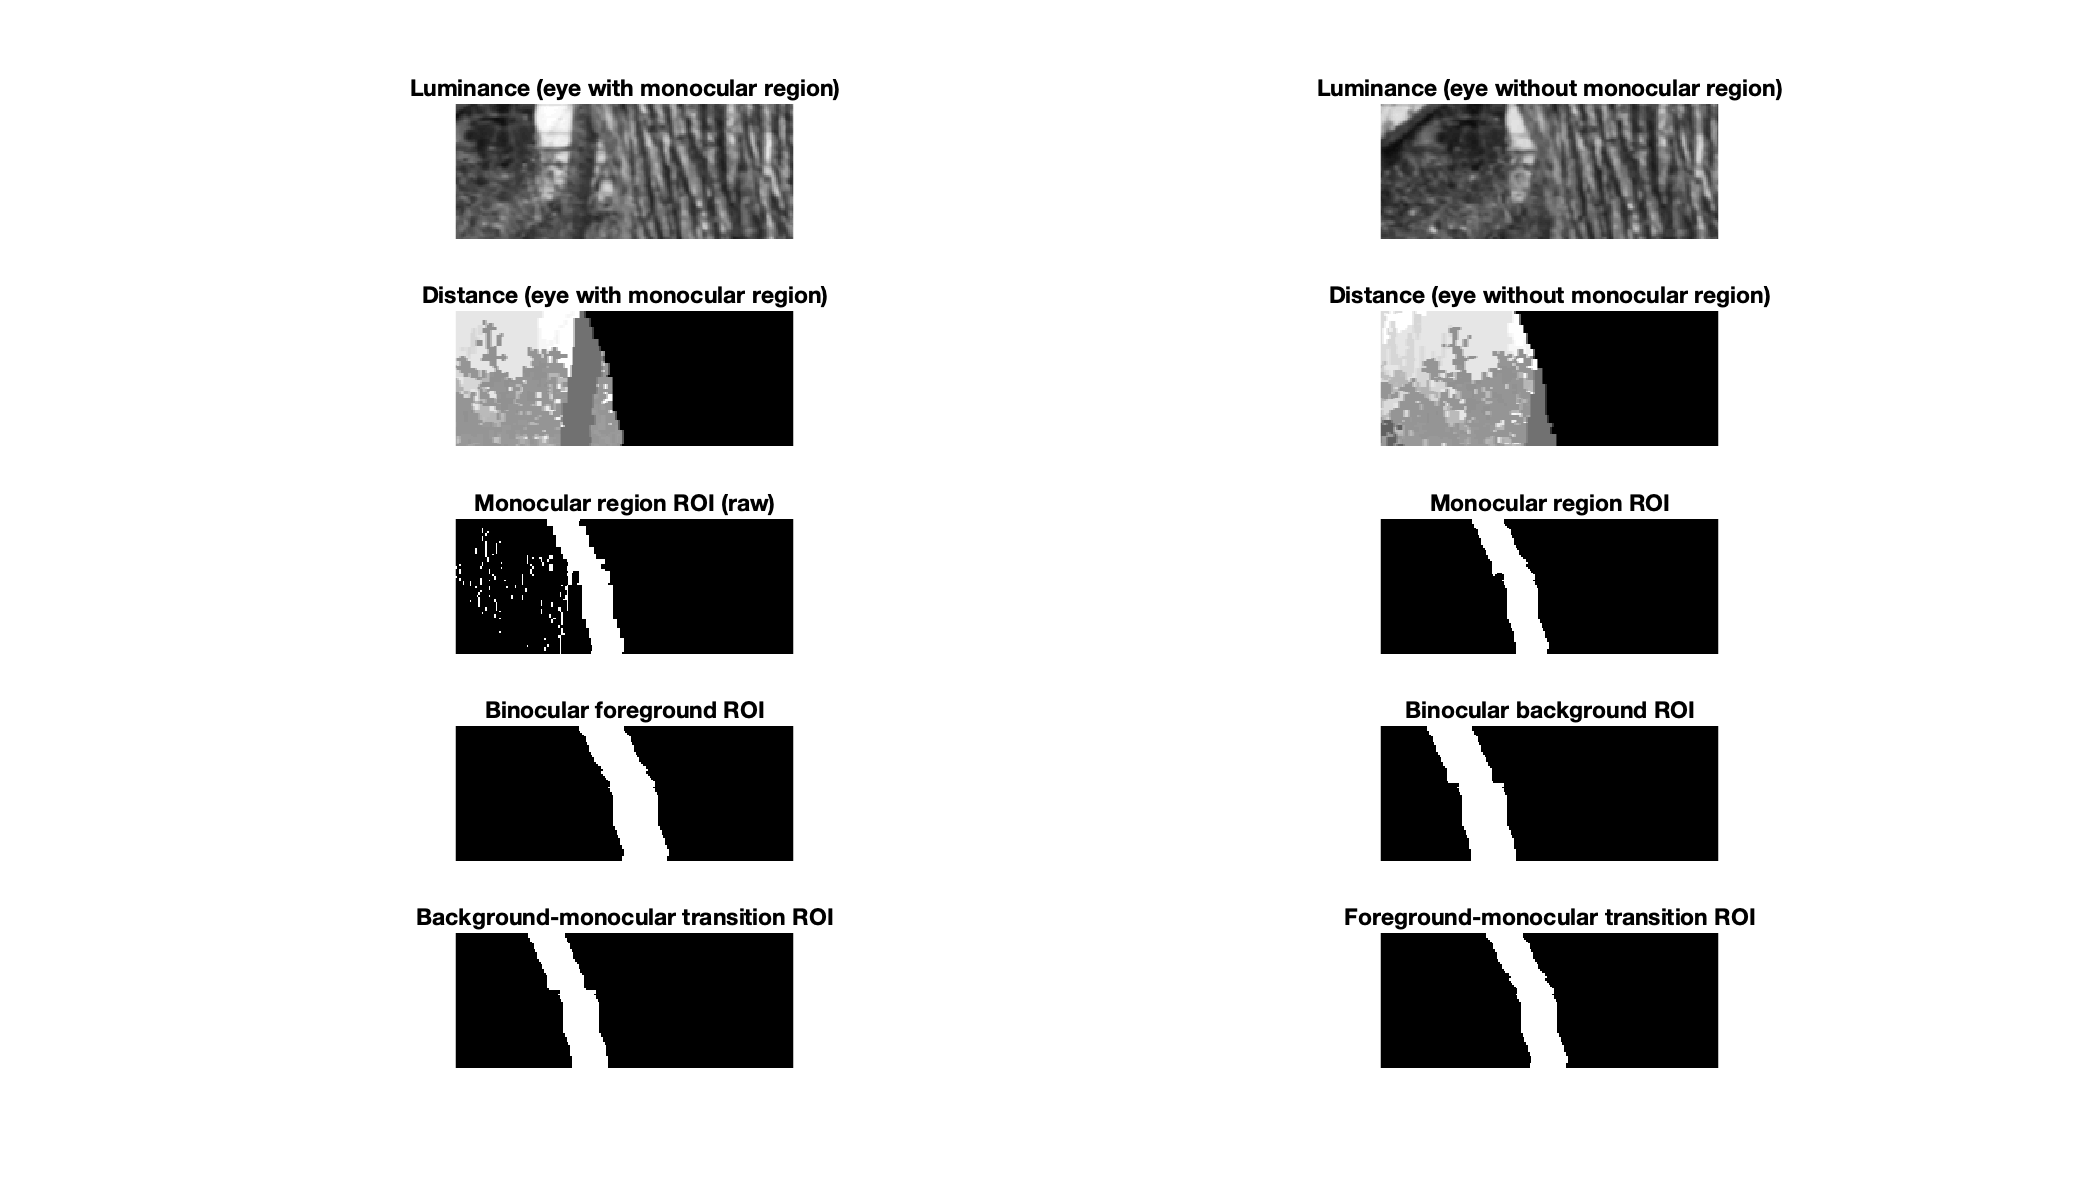 Luminance (eye with monocular region)
Luminance (eye without monocular region)
Distance (eye with monocular region)
Distance (eye without monocular region)
Monocular region ROI (raw)
Monocular region ROI
Binocular foreground ROI
Binocular background ROI
Background-monocular transition ROI
Foreground-monocular transition ROI